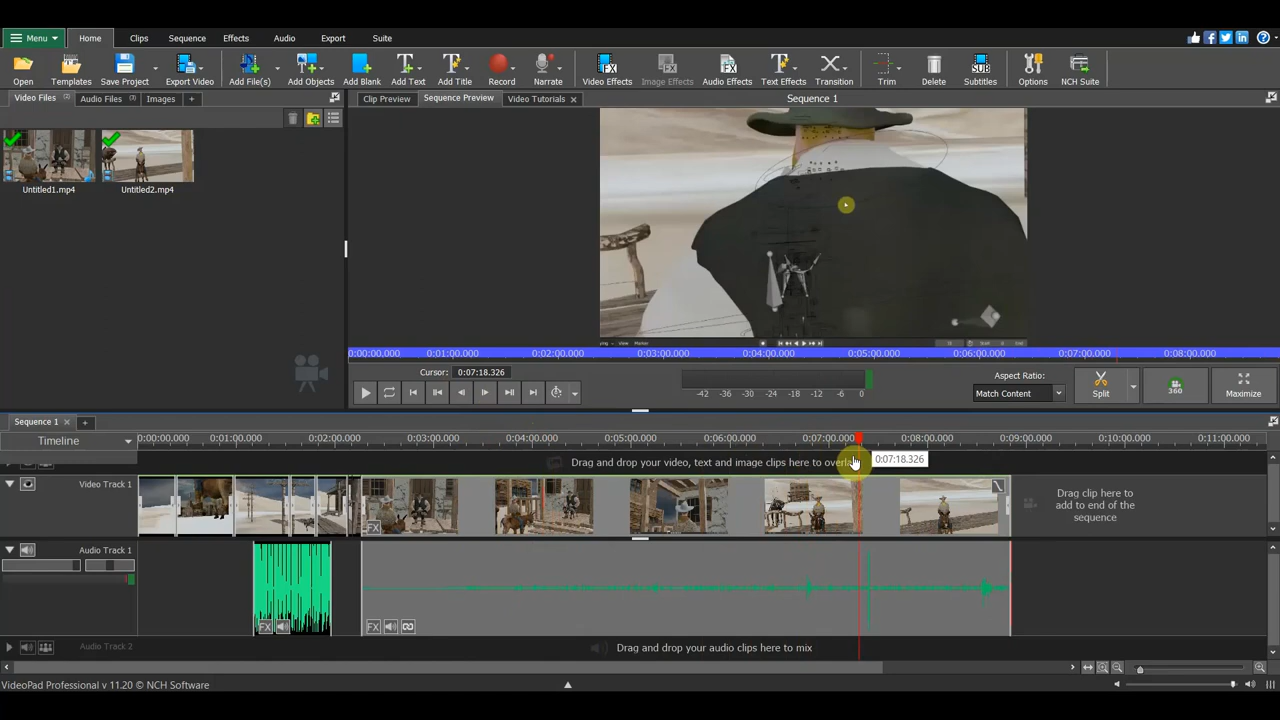 Menu Home Clips Sequence Effects Audio Export Suite
Open Templates Save Project Export Video Add File(s) Add Objects Add Blank Add Text Add Title Record Narrate Video Effects Image Effects Audio Effects Text Effects Transition Trim Delete Subtitles Options NCH Suite
Video Files Audio Files Images + Clip Preview Sequence Preview Video Tutorials Sequence 1
Untitled1.mp4 Untitled2.mp4
View Marker
0:00:00.000 0:01:00.000 0:02:00.000 0:03:00.000 0:04:00.000 0:05:00.000 0:06:00.000 0:07:00.000 0:08:00.000
Cursor: 0:07:18.326
Aspect Ratio:
Match Content
-42 -36 -30 -24 -18 -12 -6 0
Split 360 Maximize
Sequence 1
Timeline
0:00:00.000 0:01:00.000 0:02:00.000 0:03:00.000 0:04:00.000 0:05:00.000 0:06:00.000 0:07:00.000 0:08:00.000 0:09:00.000 0:10:00.000 0:11:00.000
Drag and drop your video, text and image clips here to overla
0:07:18.326
Video Track 1
FX
Drag clip here to
add to end of the
sequence
Audio Track 1
FX FX
Audio Track 2
Drag and drop your audio clips here to mix
VideoPad Professional v 11.20 © NCH Software